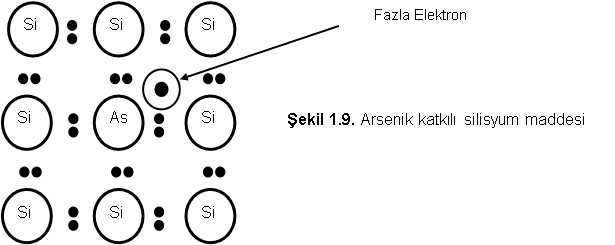 Si Si Si
Fazla Elektron
Si As Si
Şekil 1.9. Arsenik katkılı silisyum maddesi
Si Si Si